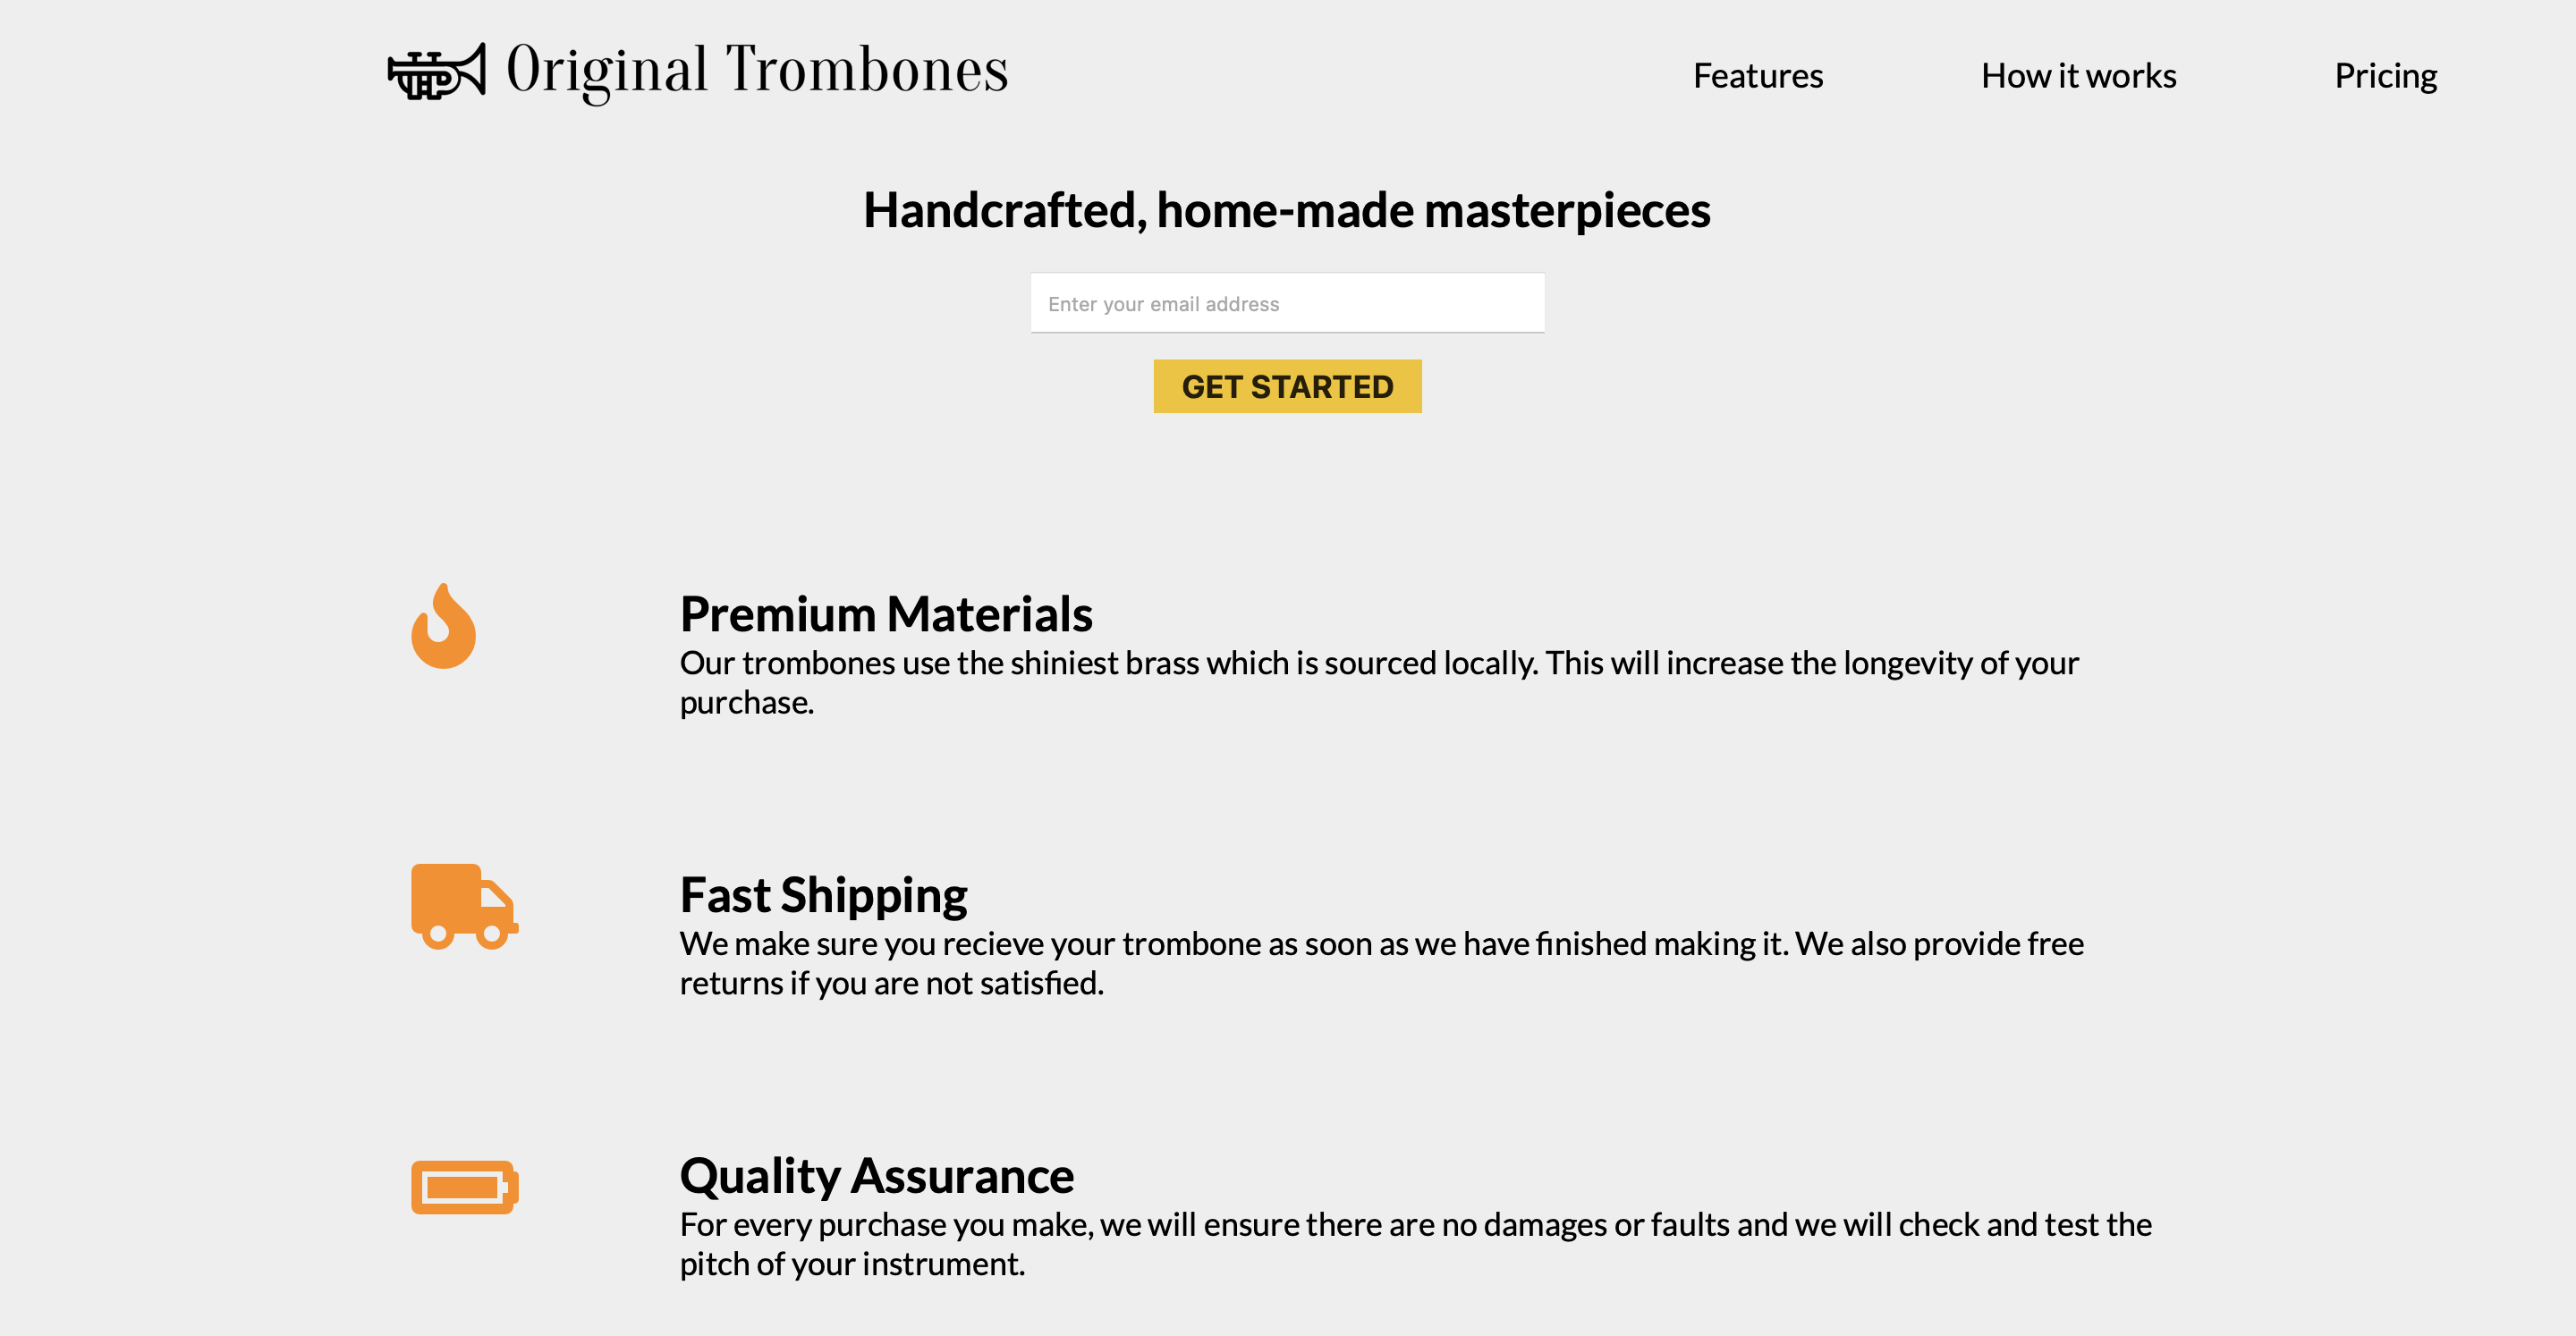 Original Trombones
Features
How it works
Pricing
Handcrafted, home-made masterpieces
Enter your email address
GET STARTED
Premium Materials
Our trombones use the shiniest brass which is sourced locally. This will increase the longevity of your
purchase.
Fast Shipping
We make sure you recieve your trombone as soon as we have finished making it. We also provide free
returns if you are not satisfied.
Quality Assurance
For every purchase you make, we will ensure there are no damages or faults and we will check and test the
pitch of your instrument.